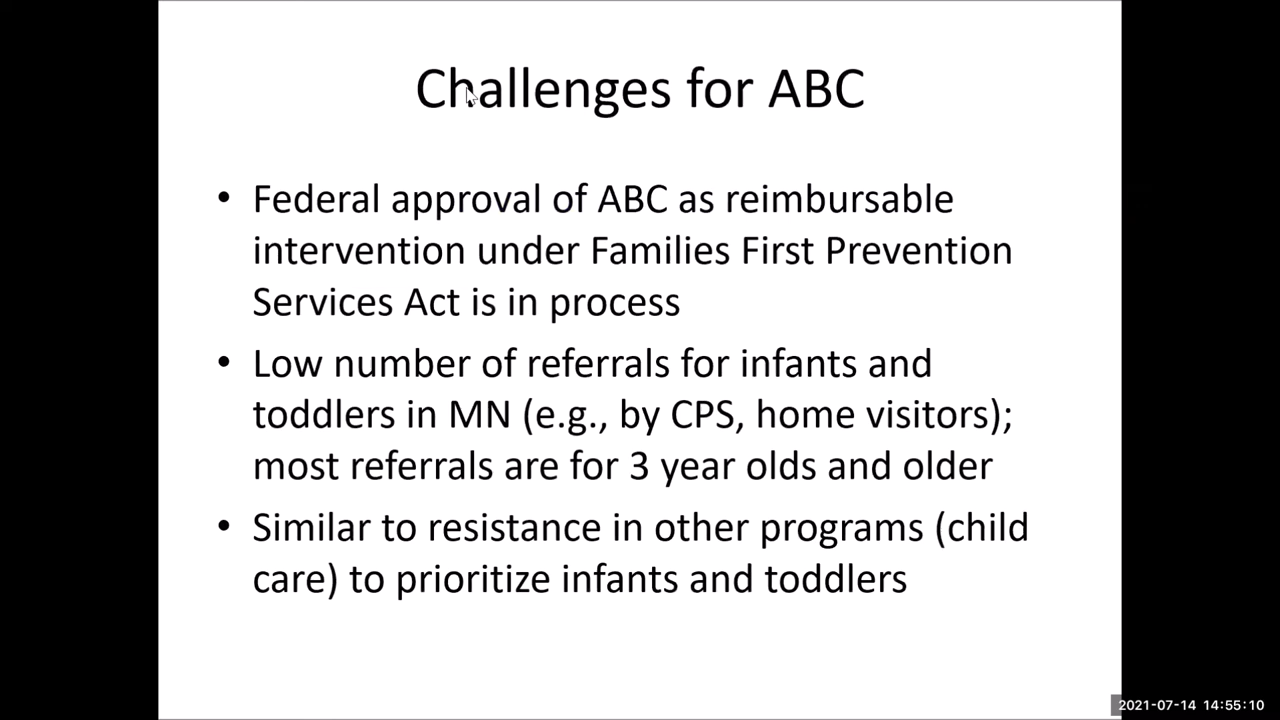 Challenges for ABC
• Federal approval of ABC as reimbursable
intervention under Families First Prevention
Services Act is in process
• Low number of referrals for infants and
toddlers in MN (e.g., by CPS, home visitors);
most referrals are for 3 year olds and older
• Similar to resistance in other programs (child
care) to prioritize infants and toddlers
2021-07-14 14:55:10